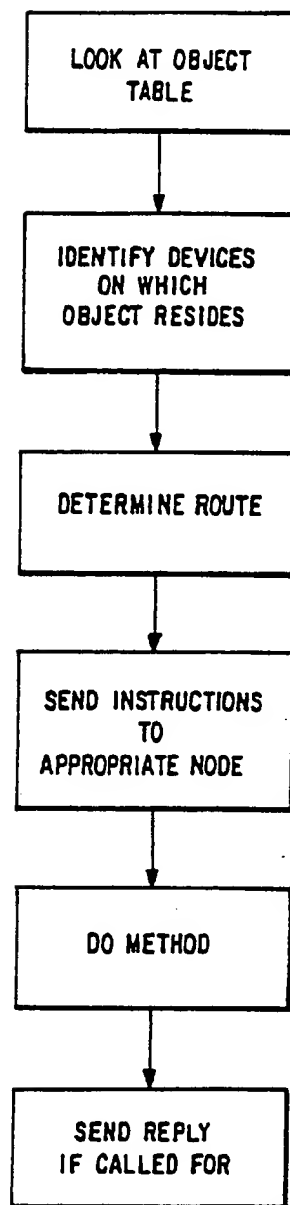 LOOK AT OBJECT
TABLE
IDENTIFY DEVICES
ON WHICH
OBJECT RESIDES
DETERMINE ROUTE
SEND INSTRUCTIONS
TO
APPROPRIATE NODE
DO METHOD
SEND REPLY
IF CALLED FOR